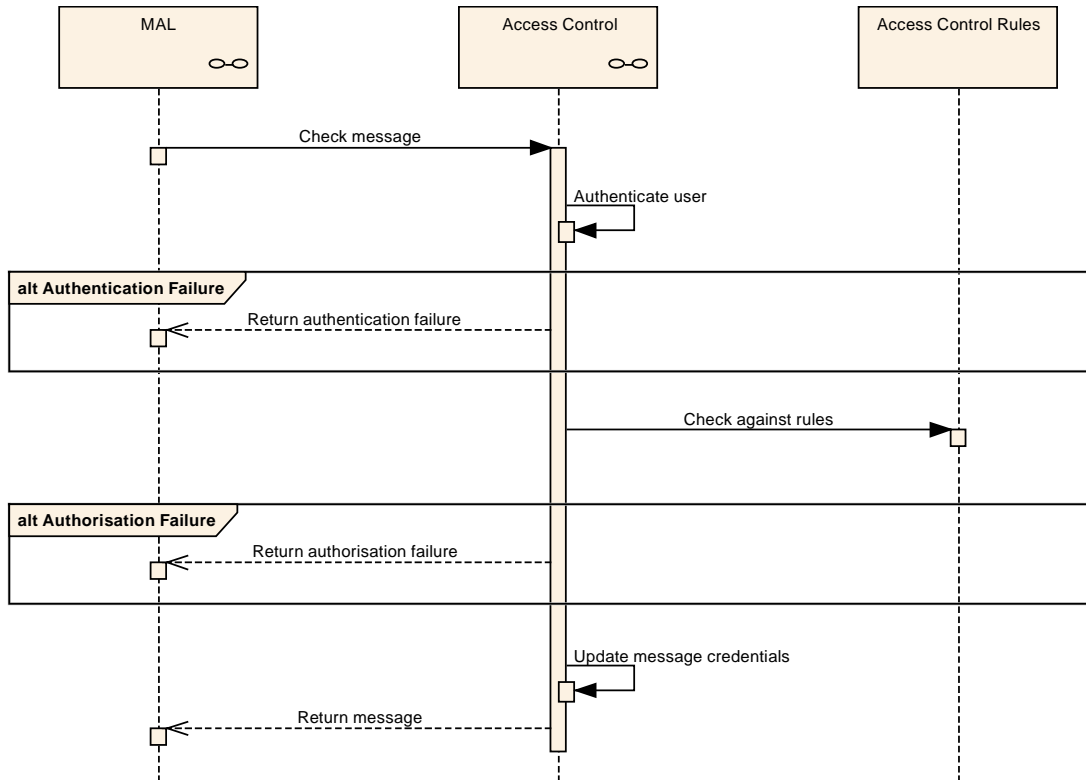 MAL
Access Control
Access Control Rules
Check message
Authenticate user
alt Authentication Failure
Return authentication failure
Check against rules
alt Authorisation Failure
Return authorisation failure
Update message credentials
Return message